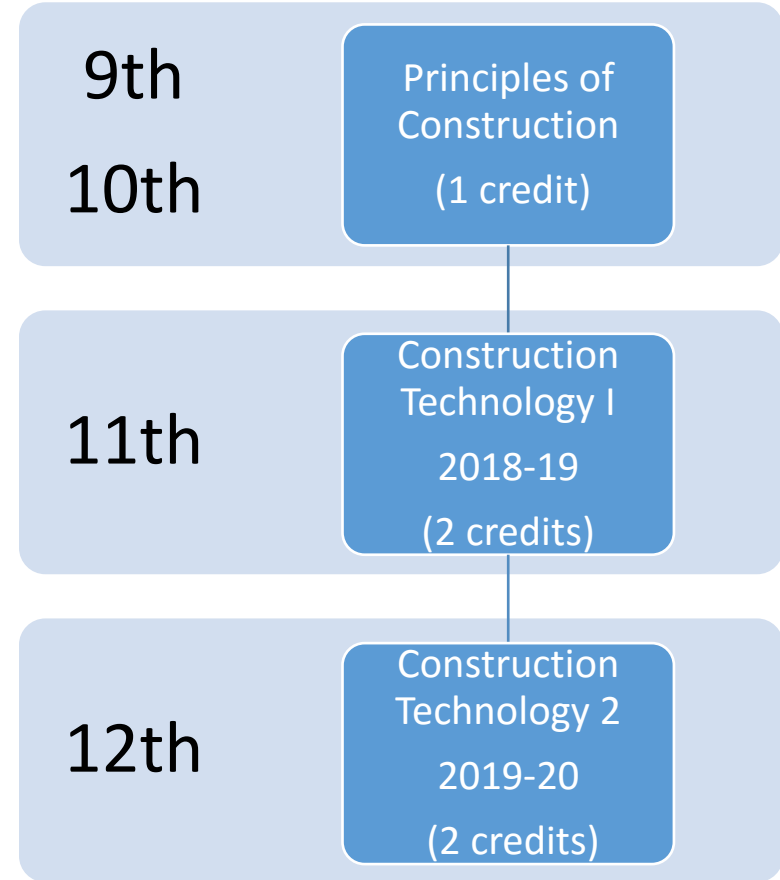 9th
10th
Principles of
Construction
(1 credit)
11th
Construction
Technology I
2018-19
(2 credits)
12th
Construction
Technology 2
2019-20
(2 credits)